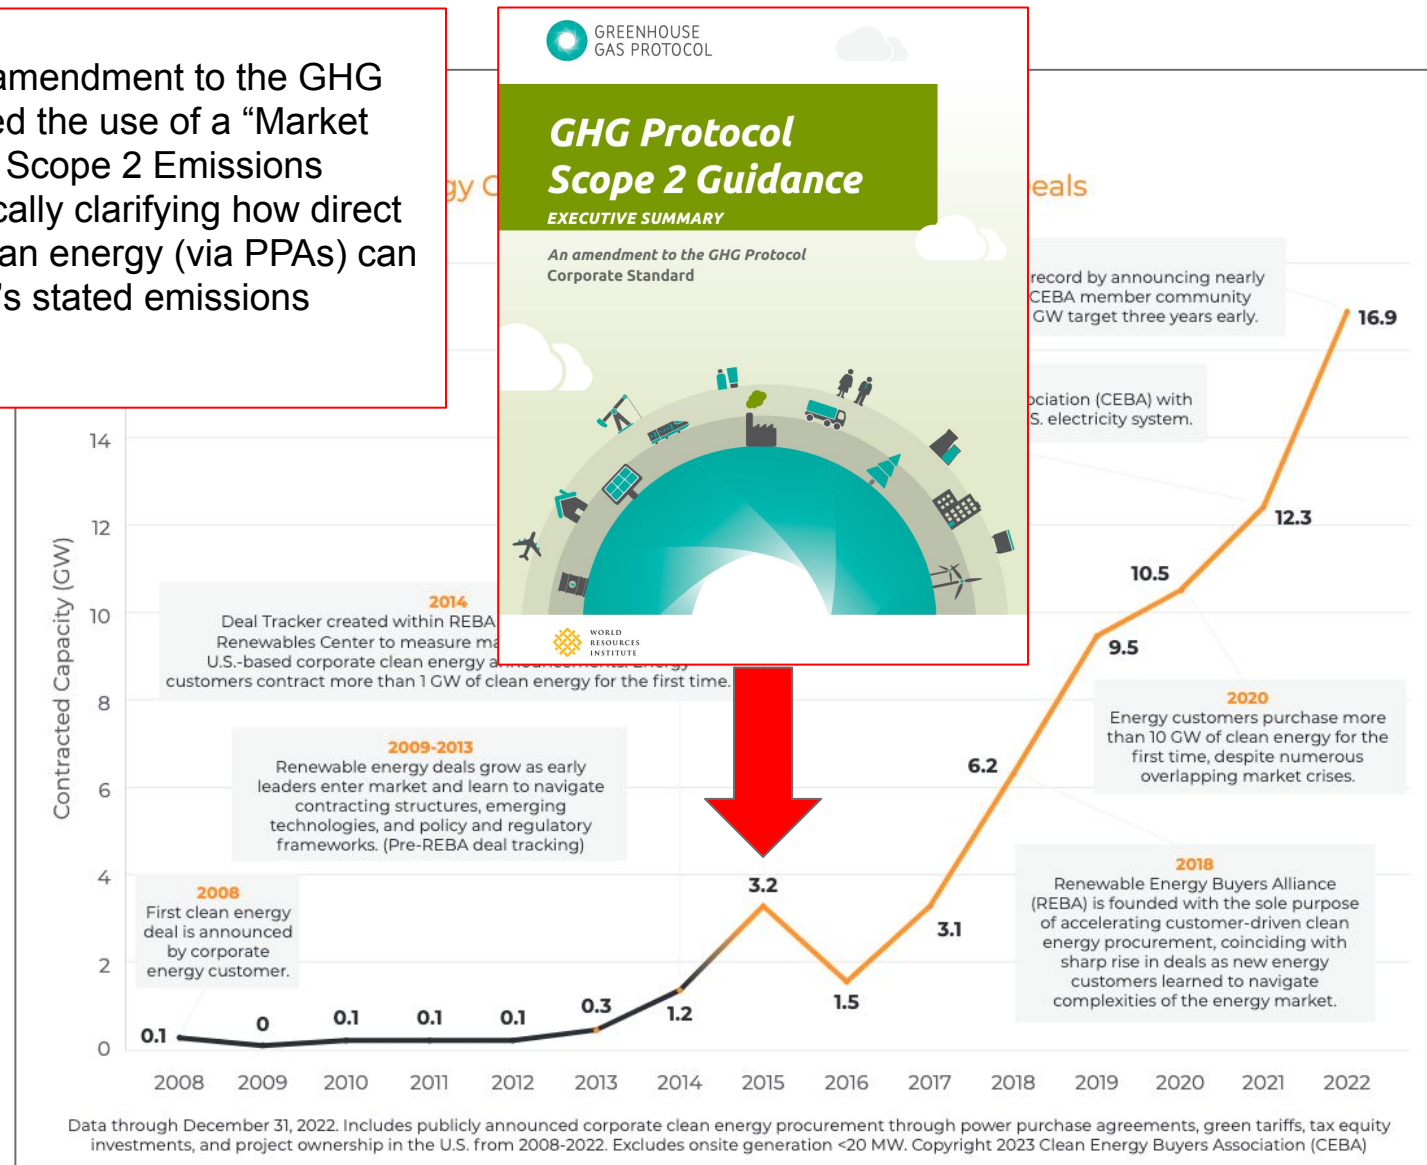 amendment to the GHG
ed the use of a “Market
Scope 2 Emissions
cally clarifying how direct
an energy (via PPAs) can
's stated emissions
GREENHOUSE
GAS PROTOCOL
GHG Protocol
Scope 2 Guidance
EXECUTIVE SUMMARY
An amendment to the GHG Protocol
Corporate Standard
WORLD
RESOURCES
INSTITUTE
gy C
eals
record by announcing nearly
CEBA member community
GW target three years early.
ociation (CEBA) with
S. electricity system.
Contracted Capacity (GW)
14
12
10
8
6
4
2
0
2014
Deal Tracker created within REBA
Renewables Center to measure ma
U.S.-based corporate clean energy announcements. Energy
customers contract more than 1 GW of clean energy for the first time.
2009-2013
Renewable energy deals grow as early
leaders enter market and learn to navigate
contracting structures, emerging
technologies, and policy and regulatory
frameworks. (Pre-REBA deal tracking)
2008
First clean energy
deal is announced
by corporate
energy customer.
2020
Energy customers purchase more
than 10 GW of clean energy for the
first time, despite numerous
overlapping market crises.
2018
Renewable Energy Buyers Alliance
(REBA) is founded with the sole purpose
of accelerating customer-driven clean
energy procurement, coinciding with
sharp rise in deals as new energy
customers learned to navigate
complexities of the energy market.
0.1
0
0.1
0.1
0.1
0.3
1.2
3.2
1.5
3.1
6.2
9.5
10.5
12.3
16.9
2008 2009 2010 2011 2012 2013 2014 2015 2016 2017 2018 2019 2020 2021 2022
Data through December 31, 2022. Includes publicly announced corporate clean energy procurement through power purchase agreements, green tariffs, tax equity
investments, and project ownership in the U.S. from 2008-2022. Excludes onsite generation <20 MW. Copyright 2023 Clean Energy Buyers Association (CEBA)